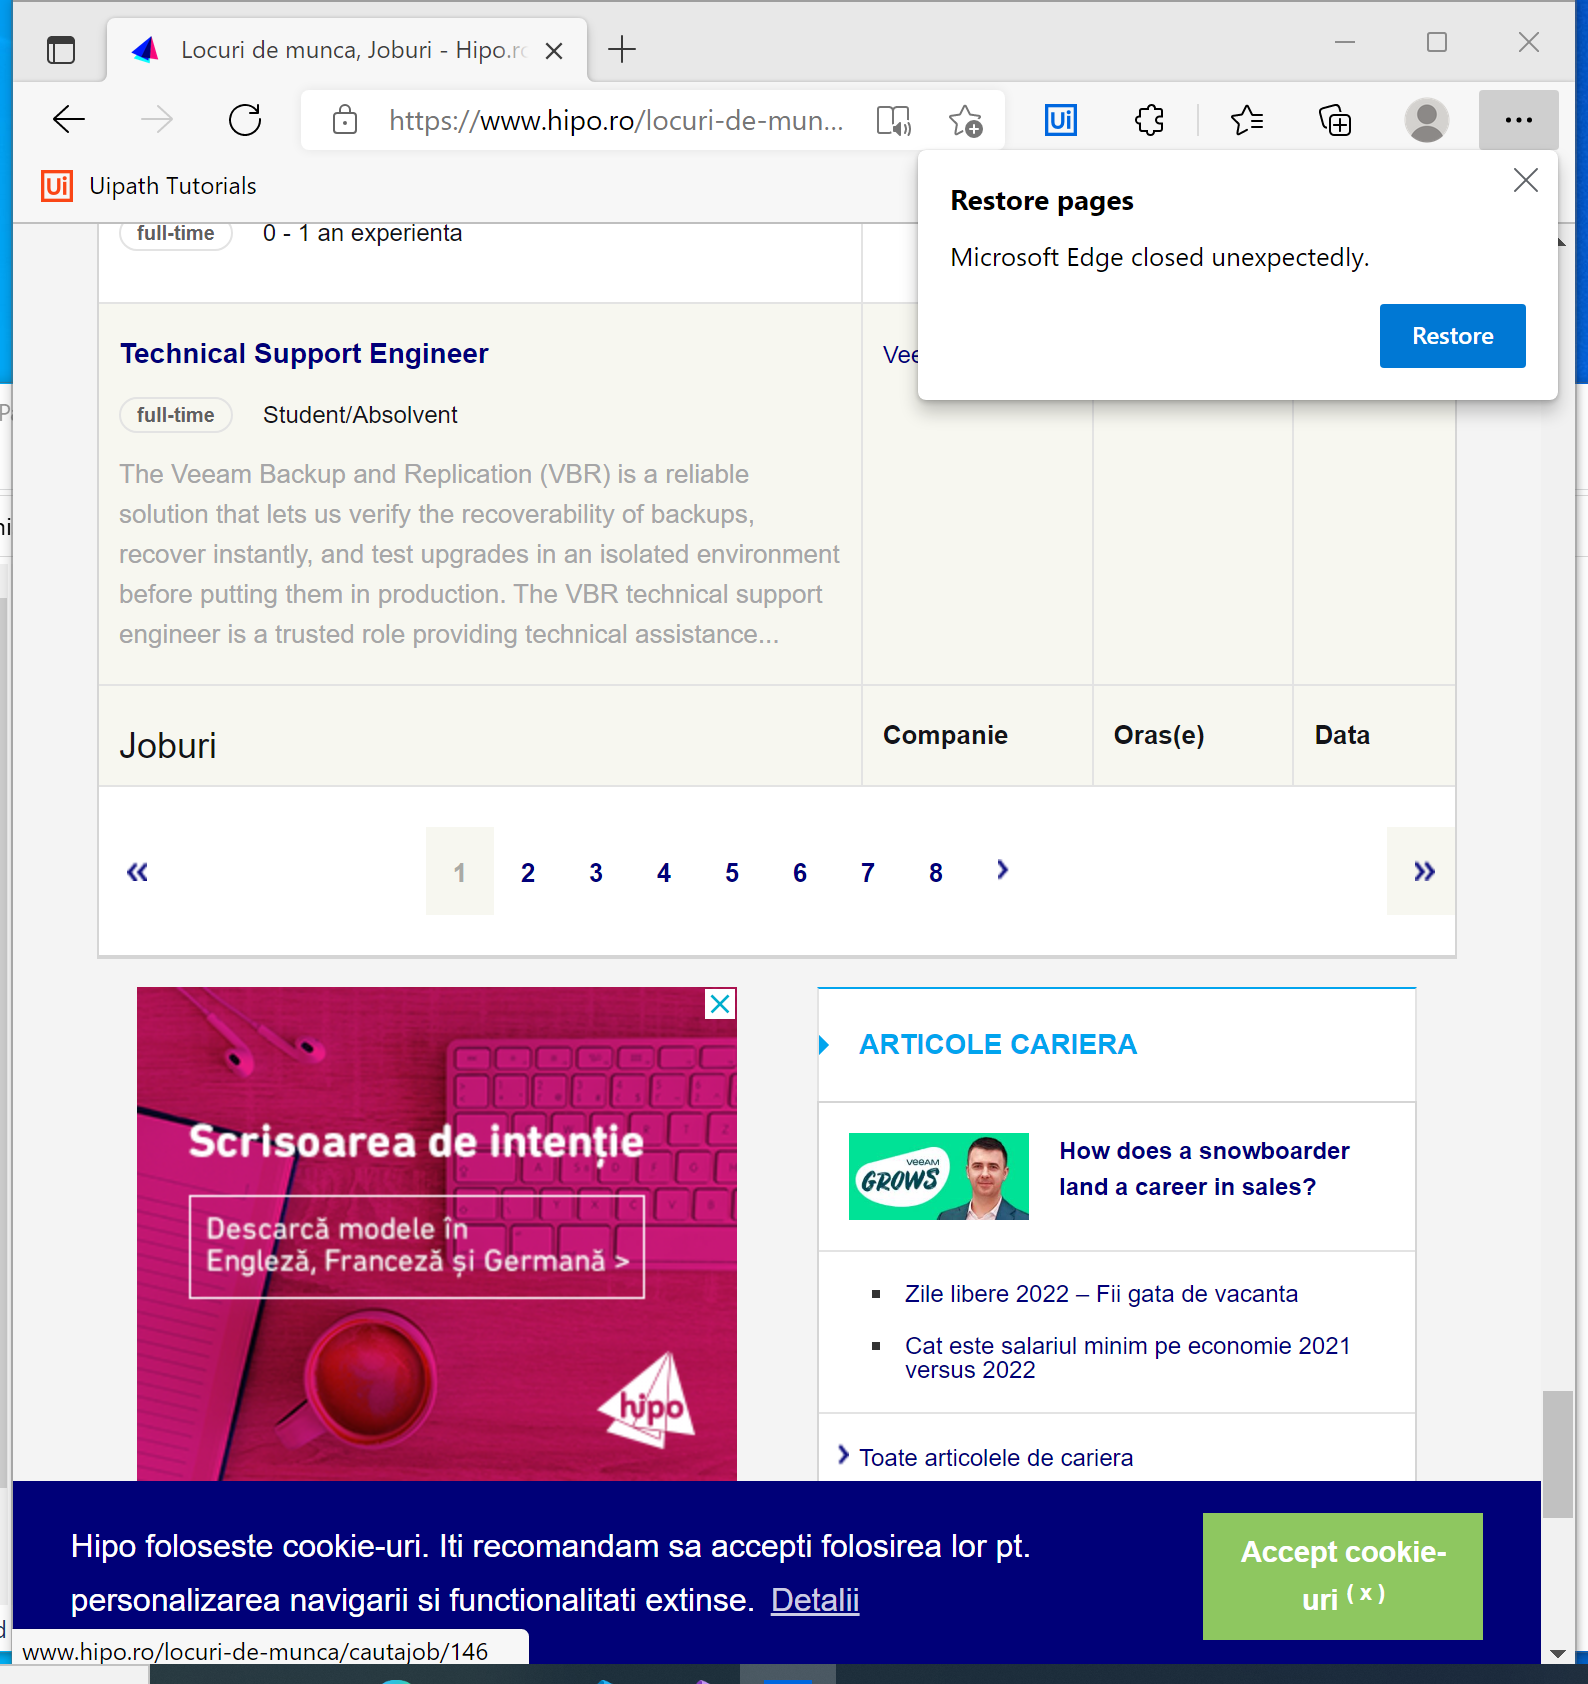 Locuri de munca, Joburi - Hipo.ro
https://www.hipo.ro/locuri-de-mun...
Ui
Ui Uipath Tutorials
Restore pages
Microsoft Edge closed unexpectedly.
Restore
full-time 0 - 1 an experienta
Technical Support Engineer
Vee
full-time Student/Absolvent
The Veeam Backup and Replication (VBR) is a reliable
solution that lets us verify the recoverability of backups,
recover instantly, and test upgrades in an isolated environment
before putting them in production. The VBR technical support
engineer is a trusted role providing technical assistance...
Joburi Companie Oras(e) Data
« 1 2 3 4 5 6 7 8 › »
Scrisoarea de intenție
Descarcă modele în
Engleză, Franceză și Germană >
hipo
ARTICOLE CARIERA
VEEAM
GROWS
How does a snowboarder
land a career in sales?
Zile libere 2022 – Fii gata de vacanta
Cat este salariul minim pe economie 2021
versus 2022
Toate articolele de cariera
Hipo foloseste cookie-uri. Iti recomandam sa accepti folosirea lor pt.
personalizarea navigarii si functionalitati extinse. Detalii
Accept cookie-
uri ( x )
www.hipo.ro/locuri-de-munca/cautajob/146